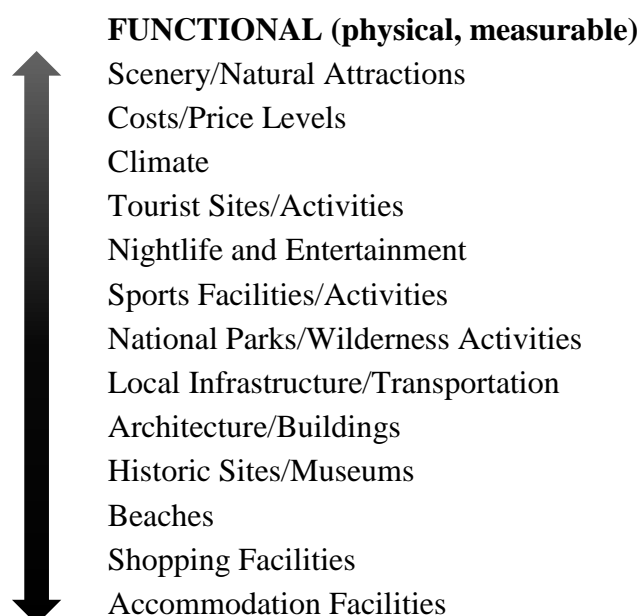 FUNCTIONAL (physical, measurable)
Scenery/Natural Attractions
Costs/Price Levels
Climate
Tourist Sites/Activities
Nightlife and Entertainment
Sports Facilities/Activities
National Parks/Wilderness Activities
Local Infrastructure/Transportation
Architecture/Buildings
Historic Sites/Museums
Beaches
Shopping Facilities
Accommodation Facilities